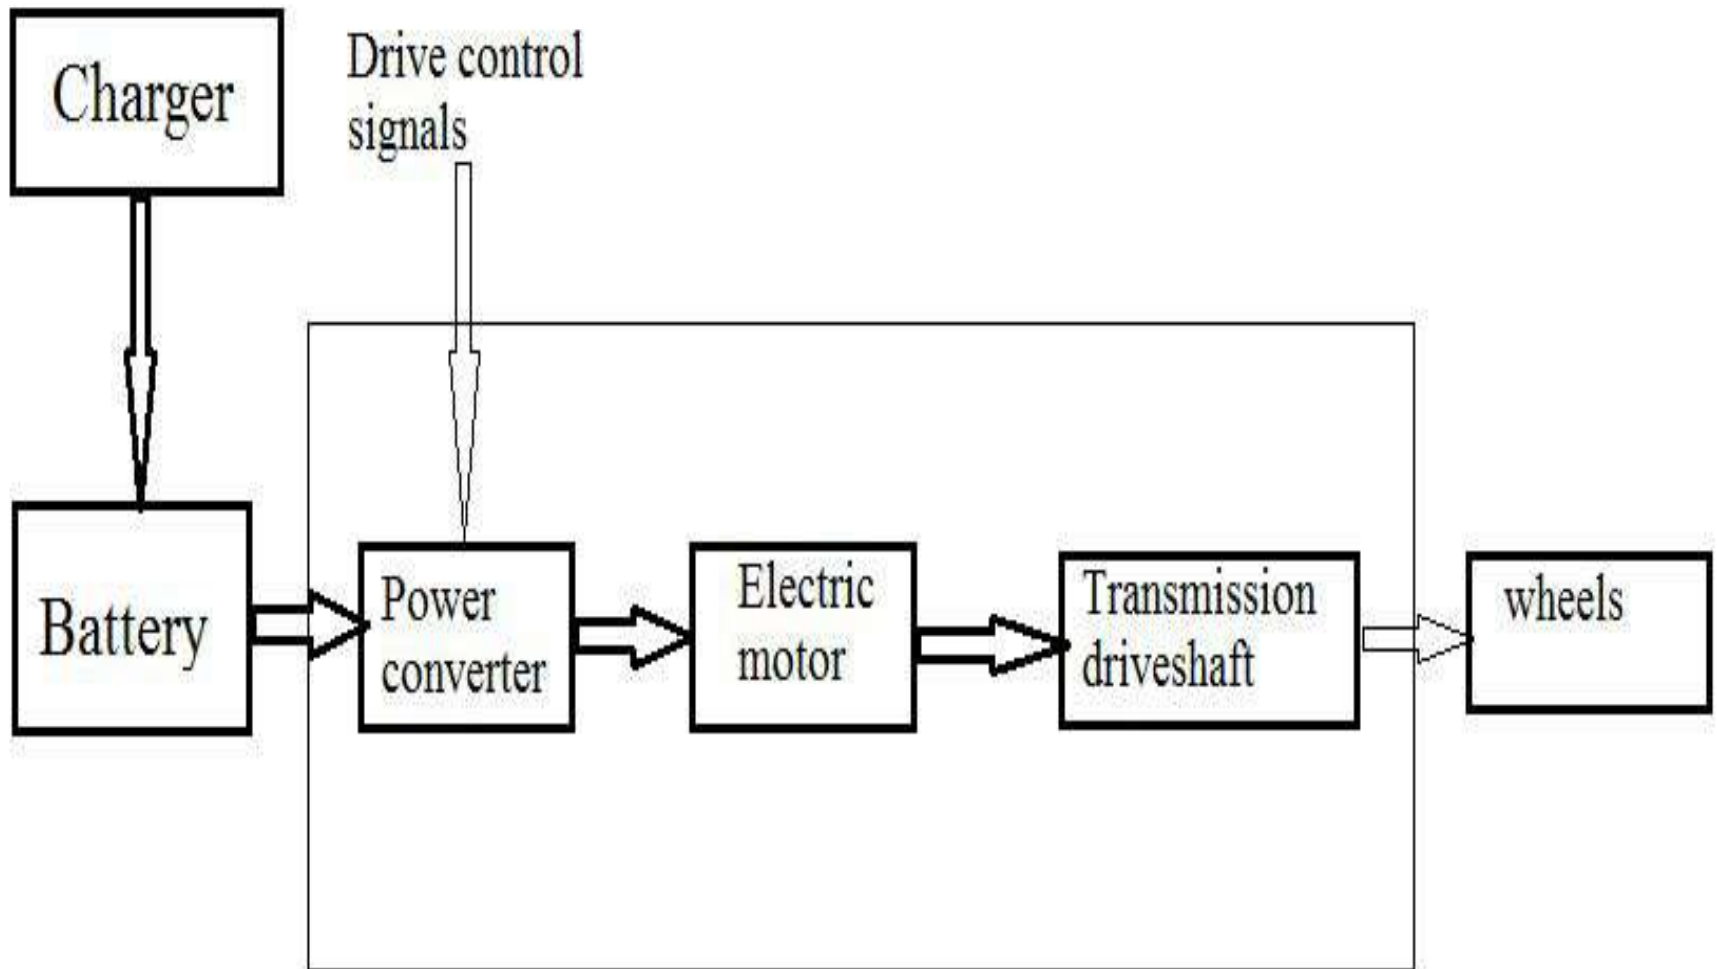 Charger
Drive control
signals
Battery
Power
converter
Electric
motor
Transmission
driveshaft
wheels